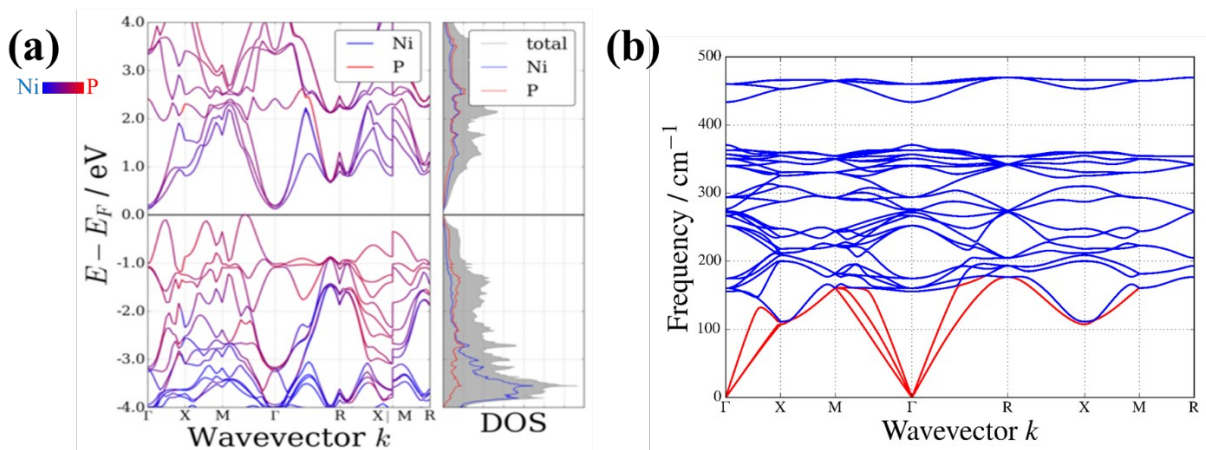 (a)
Ni P
E − E_F / eV
4.0
3.0
2.0
1.0
0.0
-1.0
-2.0
-3.0
-4.0
Γ X M Γ R X| M R
Wavevector k
Ni
P
total
Ni
P
DOS
(b)
Frequency / cm⁻¹
500
400
300
200
100
0
Γ X M Γ R X M R
Wavevector k